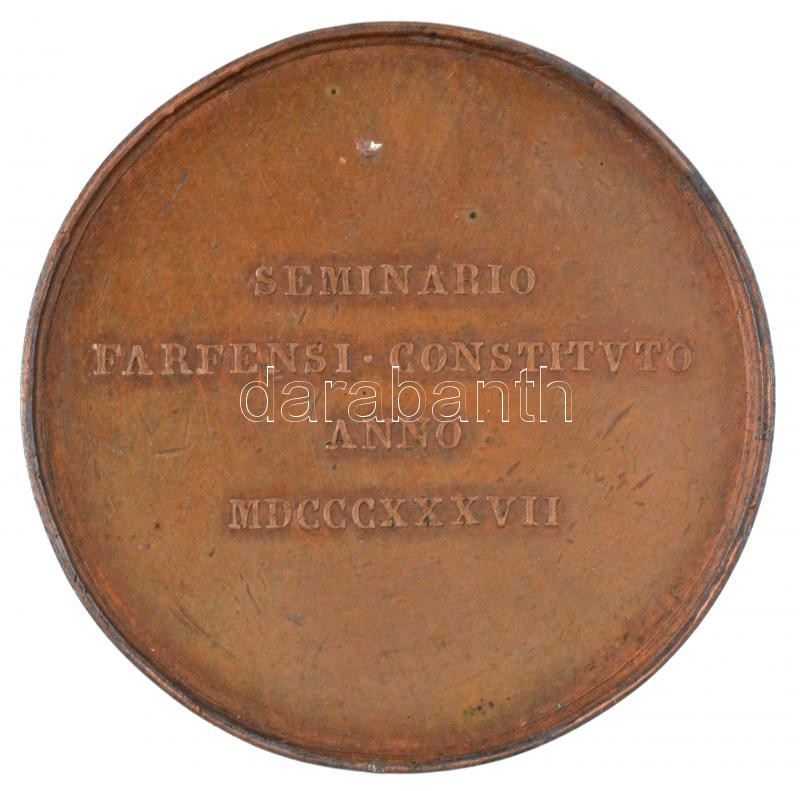 SEMINARIO
FARFENSI · CONSTITVTO
darabanth
ANNO
MDCCCXXXVII